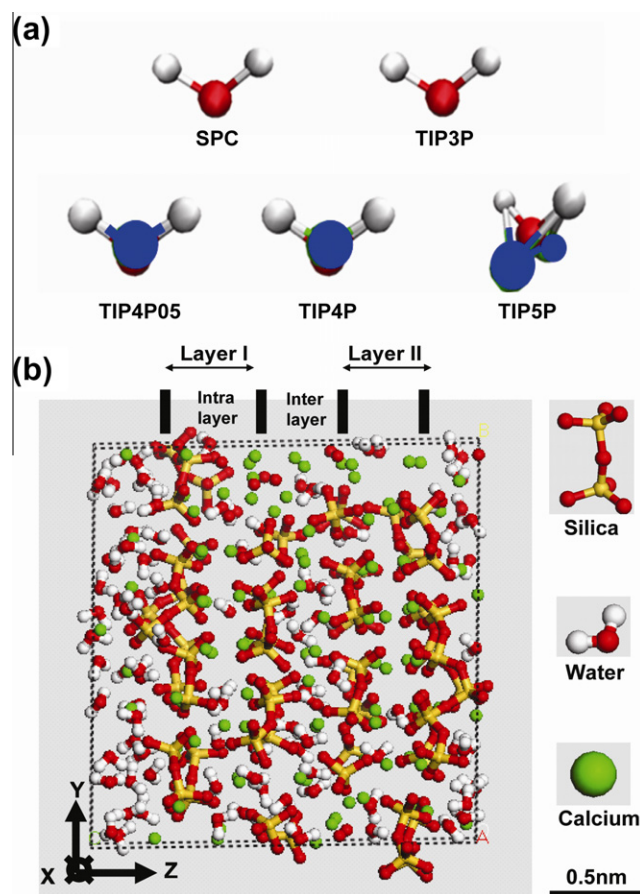 (a)
SPC
TIP3P
TIP4P05
TIP4P
TIP5P
(b)
Layer I
Layer II
Intra
layer
Inter
layer
B
Silica
Water
Calcium
Y
X
Z
A
0.5nm